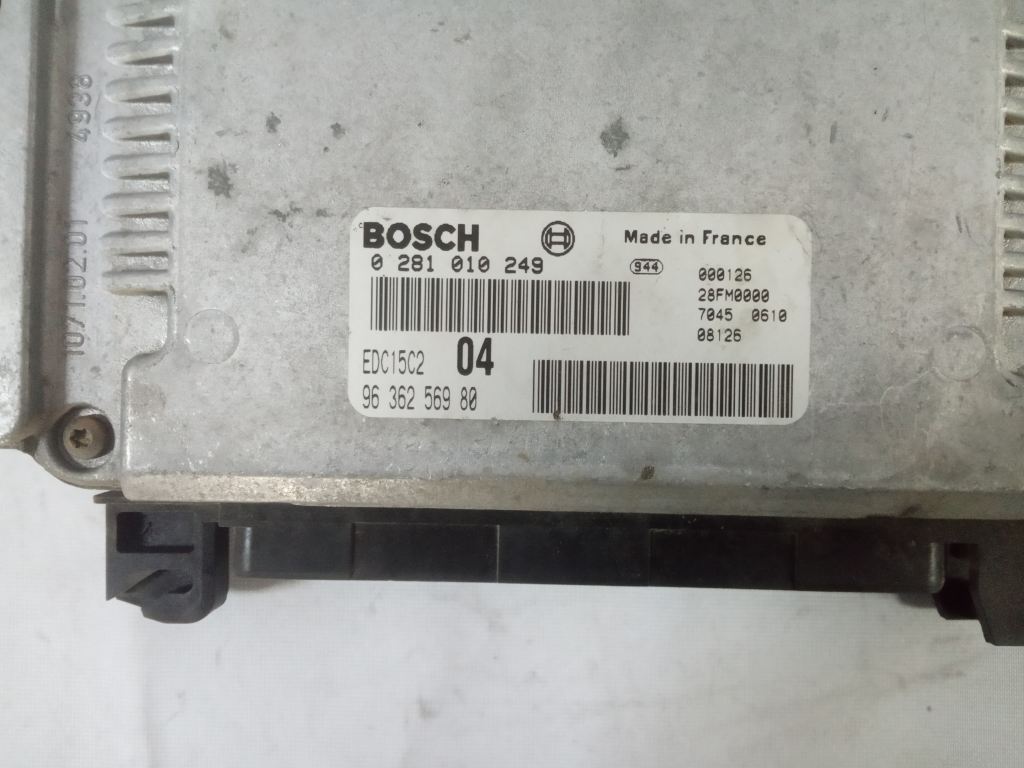 BOSCH
Made in France
0 281 010 249
944
000126
28FM0000
7045 0610
08126
EDC15C2 04
96 362 569 80
4938